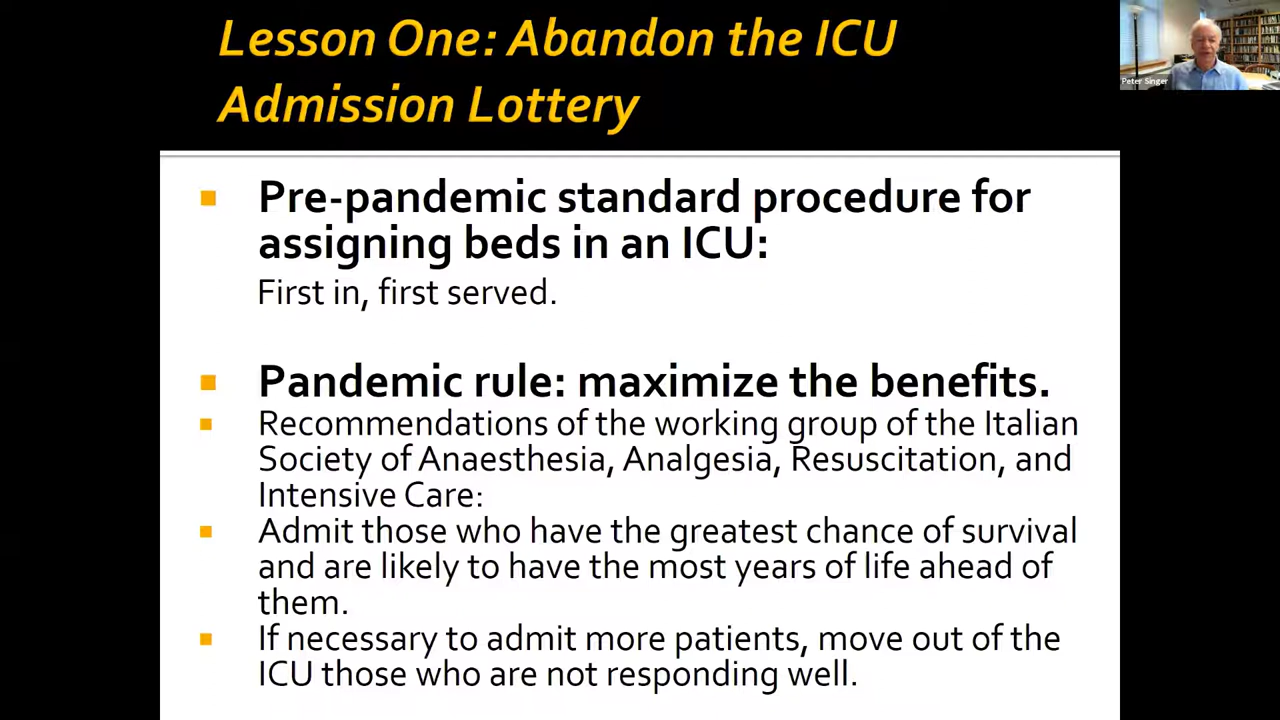 Lesson One: Abandon the ICU
Admission Lottery
Peter Singer
■ Pre-pandemic standard procedure for
assigning beds in an ICU:
First in, first served.
■ Pandemic rule: maximize the benefits.
■ Recommendations of the working group of the Italian
Society of Anaesthesia, Analgesia, Resuscitation, and
Intensive Care:
■ Admit those who have the greatest chance of survival
and are likely to have the most years of life ahead of
them.
■ If necessary to admit more patients, move out of the
ICU those who are not responding well.